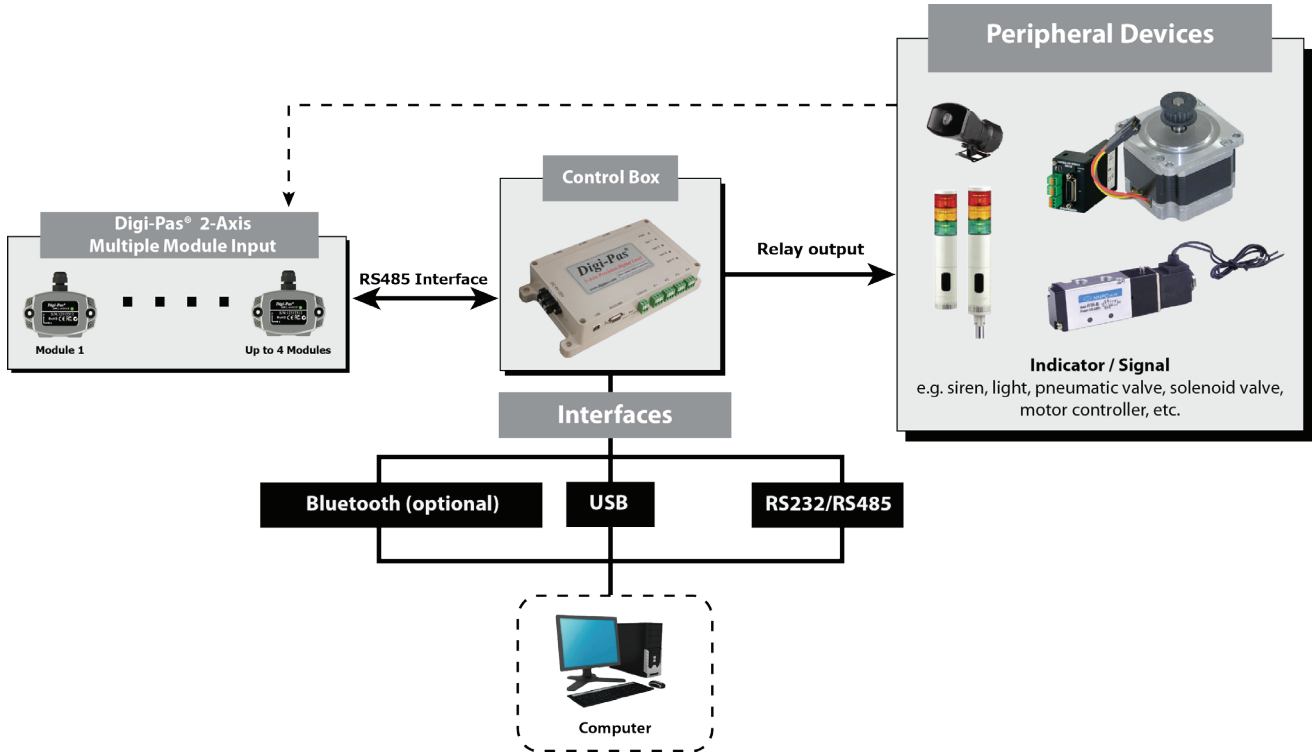 Peripheral Devices
Control Box
Digi-Pas® 2-Axis
Multiple Module Input
RS485 Interface
Relay output
Digi-Pas
Module 1
Up to 4 Modules
Indicator / Signal
e.g. siren, light, pneumatic valve, solenoid valve,
motor controller, etc.
Interfaces
Bluetooth (optional)
USB
RS232/RS485
Computer